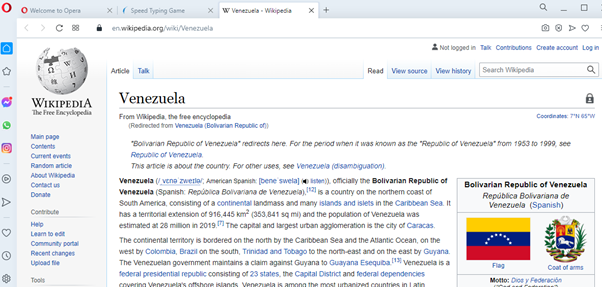 Welcome to Opera
Speed Typing Game
Venezuela - Wikipedia
en.wikipedia.org/wiki/Venezuela
Not logged in Talk Contributions Create account Log in
Article Talk
Read View source View history
Search Wikipedia
WIKIPEDIA
The Free Encyclopedia
Main page
Contents
Current events
Random article
About Wikipedia
Contact us
Donate
Contribute
Help
Learn to edit
Community portal
Recent changes
Upload file
Tools
Venezuela
From Wikipedia, the free encyclopedia
(Redirected from Venezuela (Bolivarian Republic of))
Coordinates: 7°N 65°W
"Bolivarian Republic of Venezuela" redirects here. For the period when it was known as the "Republic of Venezuela" from 1953 to 1999, see
Republic of Venezuela.
This article is about the country. For other uses, see Venezuela (disambiguation).
Venezuela (/ˌvɛnəˈzweɪlə/; American Spanish: [beneˈswela] (listen)), officially the Bolivarian Republic of
Venezuela (Spanish: República Bolivariana de Venezuela),[12] is a country on the northern coast of
South America, consisting of a continental landmass and many islands and islets in the Caribbean Sea. It
has a territorial extension of 916,445 km2 (353,841 sq mi) and the population of Venezuela was
estimated at 28 million in 2019.[7] The capital and largest urban agglomeration is the city of Caracas.
The continental territory is bordered on the north by the Caribbean Sea and the Atlantic Ocean, on the
west by Colombia, Brazil on the south, Trinidad and Tobago to the north-east and on the east by Guyana.
The Venezuelan government maintains a claim against Guyana to Guayana Esequiba.[13] Venezuela is a
federal presidential republic consisting of 23 states, the Capital District and federal dependencies
covering Venezuela's offshore islands. Venezuela is among the most urbanized countries in Latin
Bolivarian Republic of Venezuela
República Bolivariana de
Venezuela (Spanish)
Flag
Coat of arms
Motto: Dios y Federación